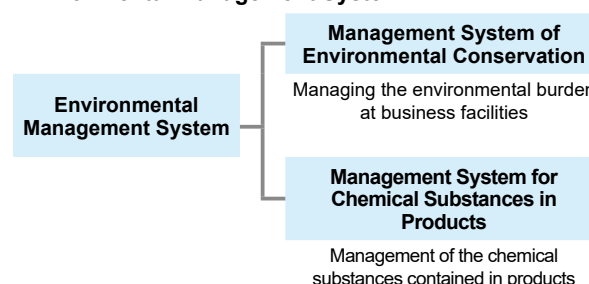 Management System of
Environmental Conservation
Managing the environmental burden
at business facilities
Environmental
Management System
Management System for
Chemical Substances in
Products
Management of the chemical
substances contained in products